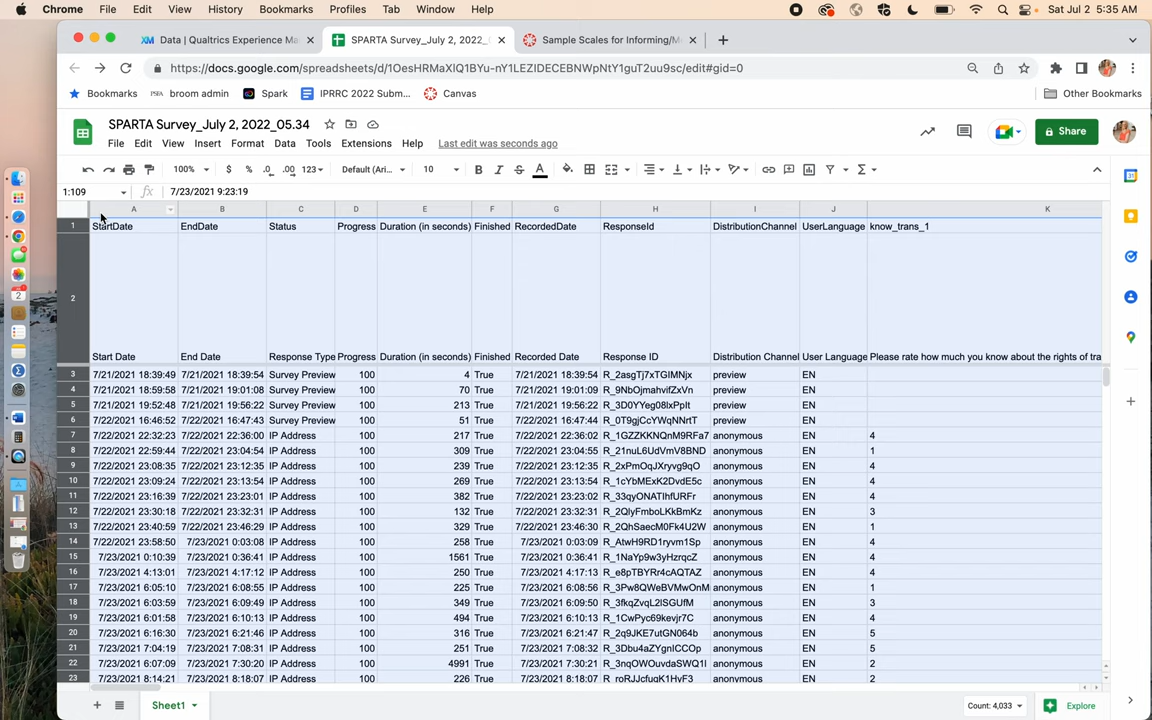 Chrome File Edit View History Bookmarks Profiles Tab Window Help Sat Jul 2 5:35 AM
Data | Qualtrics Experience Ma SPARTA Survey_July 2, 2022_ Sample Scales for Informing/M
https://docs.google.com/spreadsheets/d/1OesHRMaXlQ1BYu-nY1LEZIDECEBNWpNtY1guT2uu9sc/edit#gid=0
Bookmarks broom admin Spark IPRRC 2022 Subm... Canvas Other Bookmarks
SPARTA Survey_July 2, 2022_05.34
File Edit View Insert Format Data Tools Extensions Help Last edit was seconds ago Share
100% $ % .0 .00 123 Default (Ari... 10 B I S A
1:109 fx 7/23/2021 9:23:19
A B C D E F G H I J K
1 StartDate EndDate Status Progress Duration (in seconds) Finished RecordedDate ResponseId DistributionChannel UserLanguage know_trans_1
2 Start Date End Date Response Type Progress Duration (in seconds) Finished Recorded Date Response ID Distribution Channel User Language Please rate how much you know about the rights of tra
3 7/21/2021 18:39:49 7/21/2021 18:39:54 Survey Preview 100 4 True 7/21/2021 18:39:54 R_2asgTj7xTGIMNjx preview EN
4 7/21/2021 18:59:58 7/21/2021 19:01:08 Survey Preview 100 70 True 7/21/2021 19:01:09 R_9NbOjmahvifZxVn preview EN
5 7/21/2021 19:52:48 7/21/2021 19:56:22 Survey Preview 100 213 True 7/21/2021 19:56:22 R_3D0YYeg08lxPplt preview EN
6 7/22/2021 16:46:52 7/22/2021 16:47:43 Survey Preview 100 51 True 7/22/2021 16:47:44 R_0T9gjCcYWqNNrtT preview EN
7 7/22/2021 22:32:23 7/22/2021 22:36:00 IP Address 100 217 True 7/22/2021 22:36:02 R_1GZZKKNQnM9RFa7 anonymous EN 4
8 7/22/2021 22:59:44 7/22/2021 23:04:54 IP Address 100 309 True 7/22/2021 23:04:55 R_21nuL6UdVmV8BND anonymous EN 1
9 7/22/2021 23:08:35 7/22/2021 23:12:35 IP Address 100 239 True 7/22/2021 23:12:35 R_2xPmOqJXryvg9qO anonymous EN 4
10 7/22/2021 23:09:24 7/22/2021 23:13:54 IP Address 100 269 True 7/22/2021 23:13:54 R_1cYbMExK2DvdE5c anonymous EN 4
11 7/22/2021 23:16:39 7/22/2021 23:23:01 IP Address 100 382 True 7/22/2021 23:23:02 R_33qyONATIhfURFr anonymous EN 4
12 7/22/2021 23:30:18 7/22/2021 23:32:31 IP Address 100 132 True 7/22/2021 23:32:31 R_2QlyFmboLKkBmKz anonymous EN 3
13 7/22/2021 23:40:59 7/22/2021 23:46:29 IP Address 100 329 True 7/22/2021 23:46:30 R_2QhSaecM0Fk4U2W anonymous EN 1
14 7/22/2021 23:58:50 7/23/2021 0:03:08 IP Address 100 258 True 7/23/2021 0:03:09 R_AtwH9RD1ryvm1Sp anonymous EN 4
15 7/23/2021 0:10:39 7/23/2021 0:36:41 IP Address 100 1561 True 7/23/2021 0:36:41 R_1NaYp9w3yHzrqcZ anonymous EN 4
16 7/23/2021 4:13:01 7/23/2021 4:17:12 IP Address 100 250 True 7/23/2021 4:17:13 R_e8pTBYRr4cAQTAZ anonymous EN 4
17 7/23/2021 6:05:10 7/23/2021 6:08:55 IP Address 100 225 True 7/23/2021 6:08:56 R_3Pw8QWeBVMwOnM anonymous EN 1
18 7/23/2021 6:03:59 7/23/2021 6:09:49 IP Address 100 349 True 7/23/2021 6:09:50 R_3fkqZvqL2lSGUfM anonymous EN 3
19 7/23/2021 6:01:58 7/23/2021 6:10:13 IP Address 100 494 True 7/23/2021 6:10:13 R_1CwPyc69kevjr7C anonymous EN 4
20 7/23/2021 6:16:30 7/23/2021 6:21:46 IP Address 100 316 True 7/23/2021 6:21:47 R_2q9JKE7utGN064b anonymous EN 5
21 7/23/2021 7:04:19 7/23/2021 7:08:31 IP Address 100 251 True 7/23/2021 7:08:32 R_3Dbu4aZYgnICCOp anonymous EN 5
22 7/23/2021 6:07:09 7/23/2021 7:30:20 IP Address 100 4991 True 7/23/2021 7:30:21 R_3nqOWOuvdaSWQ1I anonymous EN 2
23 7/23/2021 8:14:21 7/23/2021 8:18:07 IP Address 100 226 True 7/23/2021 8:18:07 R_roRJJcfugK1HyF3 anonymous EN 2
Sheet1 Count: 4,033 Explore